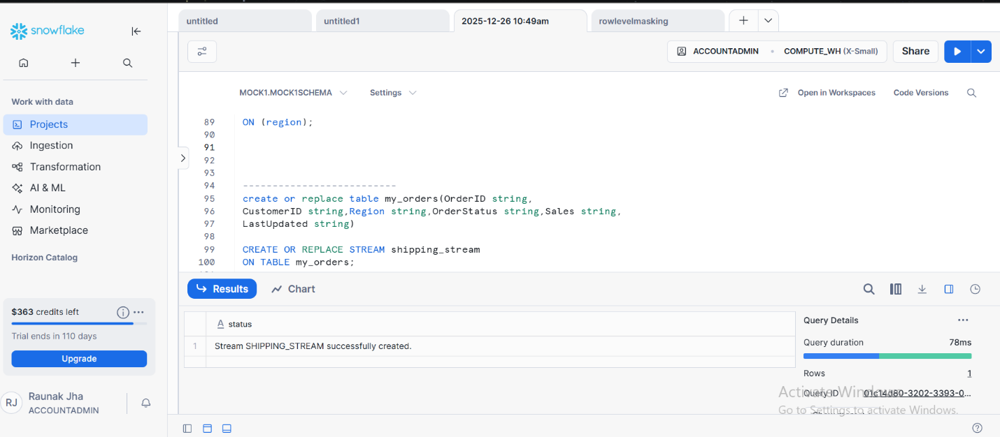 untitled
untitled1
2025-12-26 10:49am
rowlevelmasking
snowflake
ACCOUNTADMIN
COMPUTE_WH (X-Small)
Share
Work with data
Projects
Ingestion
Transformation
AI & ML
Monitoring
Marketplace
Horizon Catalog
$363 credits left
Trial ends in 110 days
Upgrade
RJ
Raunak Jha
ACCOUNTADMIN
MOCK1.MOCK1SCHEMA
Settings
Open in Workspaces
Code Versions
89 ON (region);
90
91
92
93
94 --------------------------
95 create or replace table my_orders(OrderID string,
96 CustomerID string,Region string,OrderStatus string,Sales string,
97 LastUpdated string)
98
99 CREATE OR REPLACE STREAM shipping_stream
100 ON TABLE my_orders;
Results
Chart
A status
1 Stream SHIPPING_STREAM successfully created.
Query Details
Query duration 78ms
Rows 1
Query ID 01c14d80-3202-3393-0...
Activate Windows
Go to Settings to activate Windows.